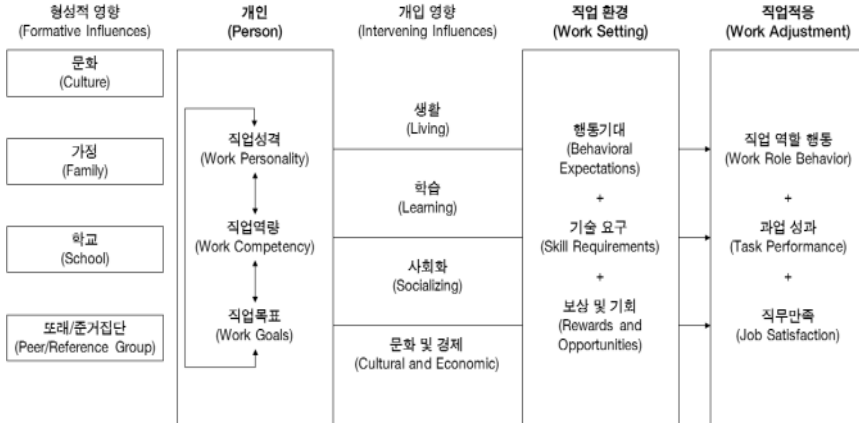 형성적 영향
(Formative Influences)
문화
(Culture)
가정
(Family)
학교
(School)
또래/준거집단
(Peer/Reference Group)
개인
(Person)
직업성격
(Work Personality)
직업역량
(Work Competency)
직업목표
(Work Goals)
개입 영향
(Intervening Influences)
생활
(Living)
학습
(Learning)
사회화
(Socializing)
문화 및 경제
(Cultural and Economic)
직업 환경
(Work Setting)
행동기대
(Behavioral
Expectations)
+
기술 요구
(Skill Requirements)
+
보상 및 기회
(Rewards and
Opportunities)
직업적응
(Work Adjustment)
직업 역할 행동
(Work Role Behavior)
+
과업 성과
(Task Performance)
+
직무만족
(Job Satisfaction)